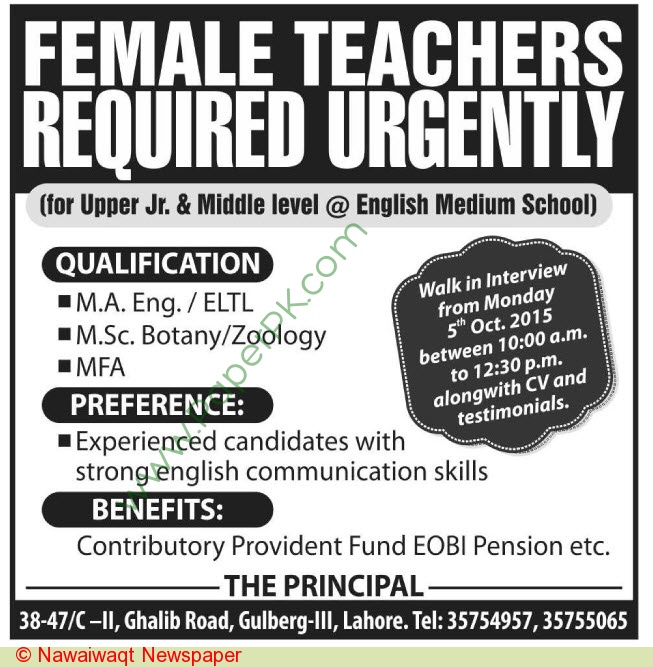 FEMALE TEACHERS
REQUIRED URGENTLY
(for Upper Jr. & Middle level @ English Medium School)
QUALIFICATION
■ M.A. Eng. / ELTL
■ M.Sc. Botany/Zoology
■ MFA
Walk in Interview
from Monday
5th Oct. 2015
between 10:00 a.m.
to 12:30 p.m.
alongwith CV and
testimonials.
PREFERENCE:
■ Experienced candidates with
strong english communication skills
BENEFITS:
Contributory Provident Fund EOBI Pension etc.
THE PRINCIPAL
38-47/C –II, Ghalib Road, Gulberg-III, Lahore. Tel: 35754957, 35755065
www.PaperPK.com
© Nawaiwaqt Newspaper